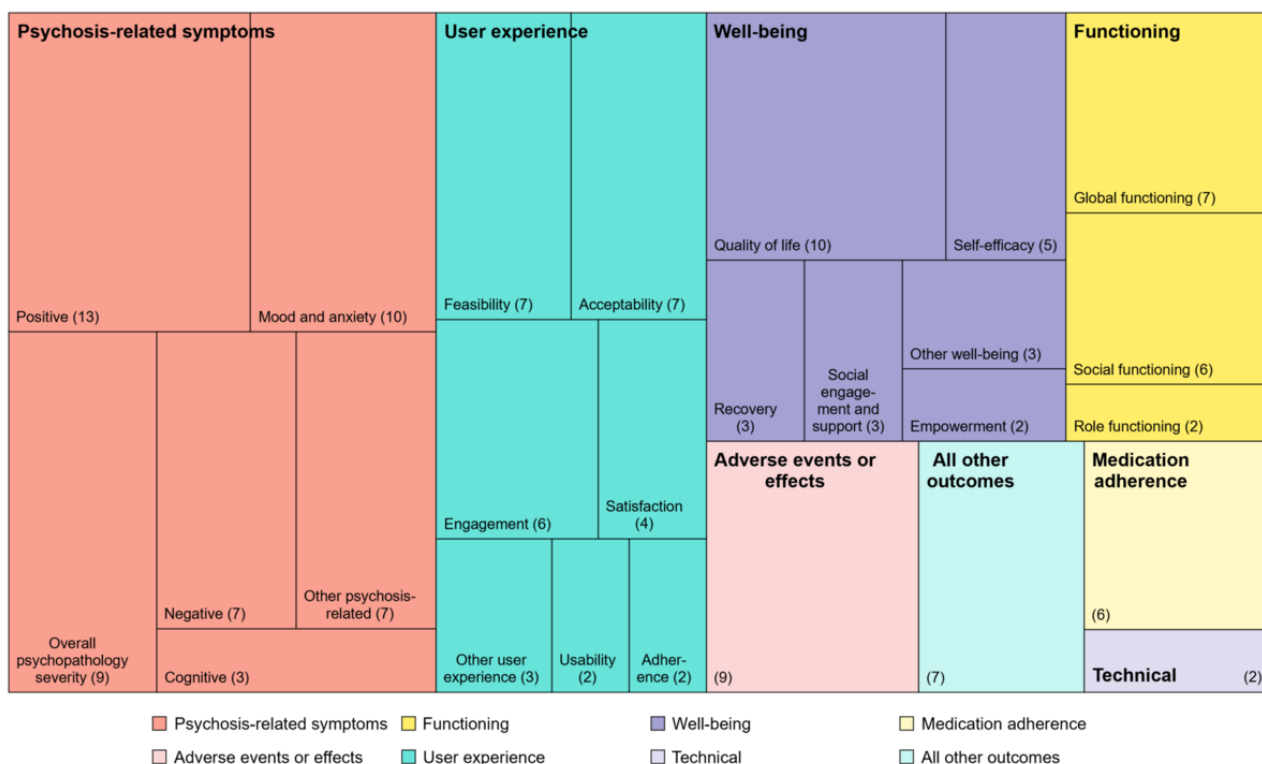 Psychosis-related symptoms
Positive (13)
Mood and anxiety (10)
Overall
psychopathology
severity (9)
Negative (7)
Other psychosis-
related (7)
Cognitive (3)
User experience
Feasibility (7)
Acceptability (7)
Engagement (6)
Satisfaction
(4)
Other user
experience (3)
Usability
(2)
Adher-
ence (2)
Well-being
Quality of life (10)
Self-efficacy (5)
Recovery
(3)
Social
engage-
ment and
support (3)
Other well-being (3)
Empowerment (2)
Functioning
Global functioning (7)
Social functioning (6)
Role functioning (2)
Adverse events or
effects
(9)
All other
outcomes
(7)
Medication
adherence
(6)
Technical (2)
Psychosis-related symptoms
Functioning
Well-being
Medication adherence
Adverse events or effects
User experience
Technical
All other outcomes